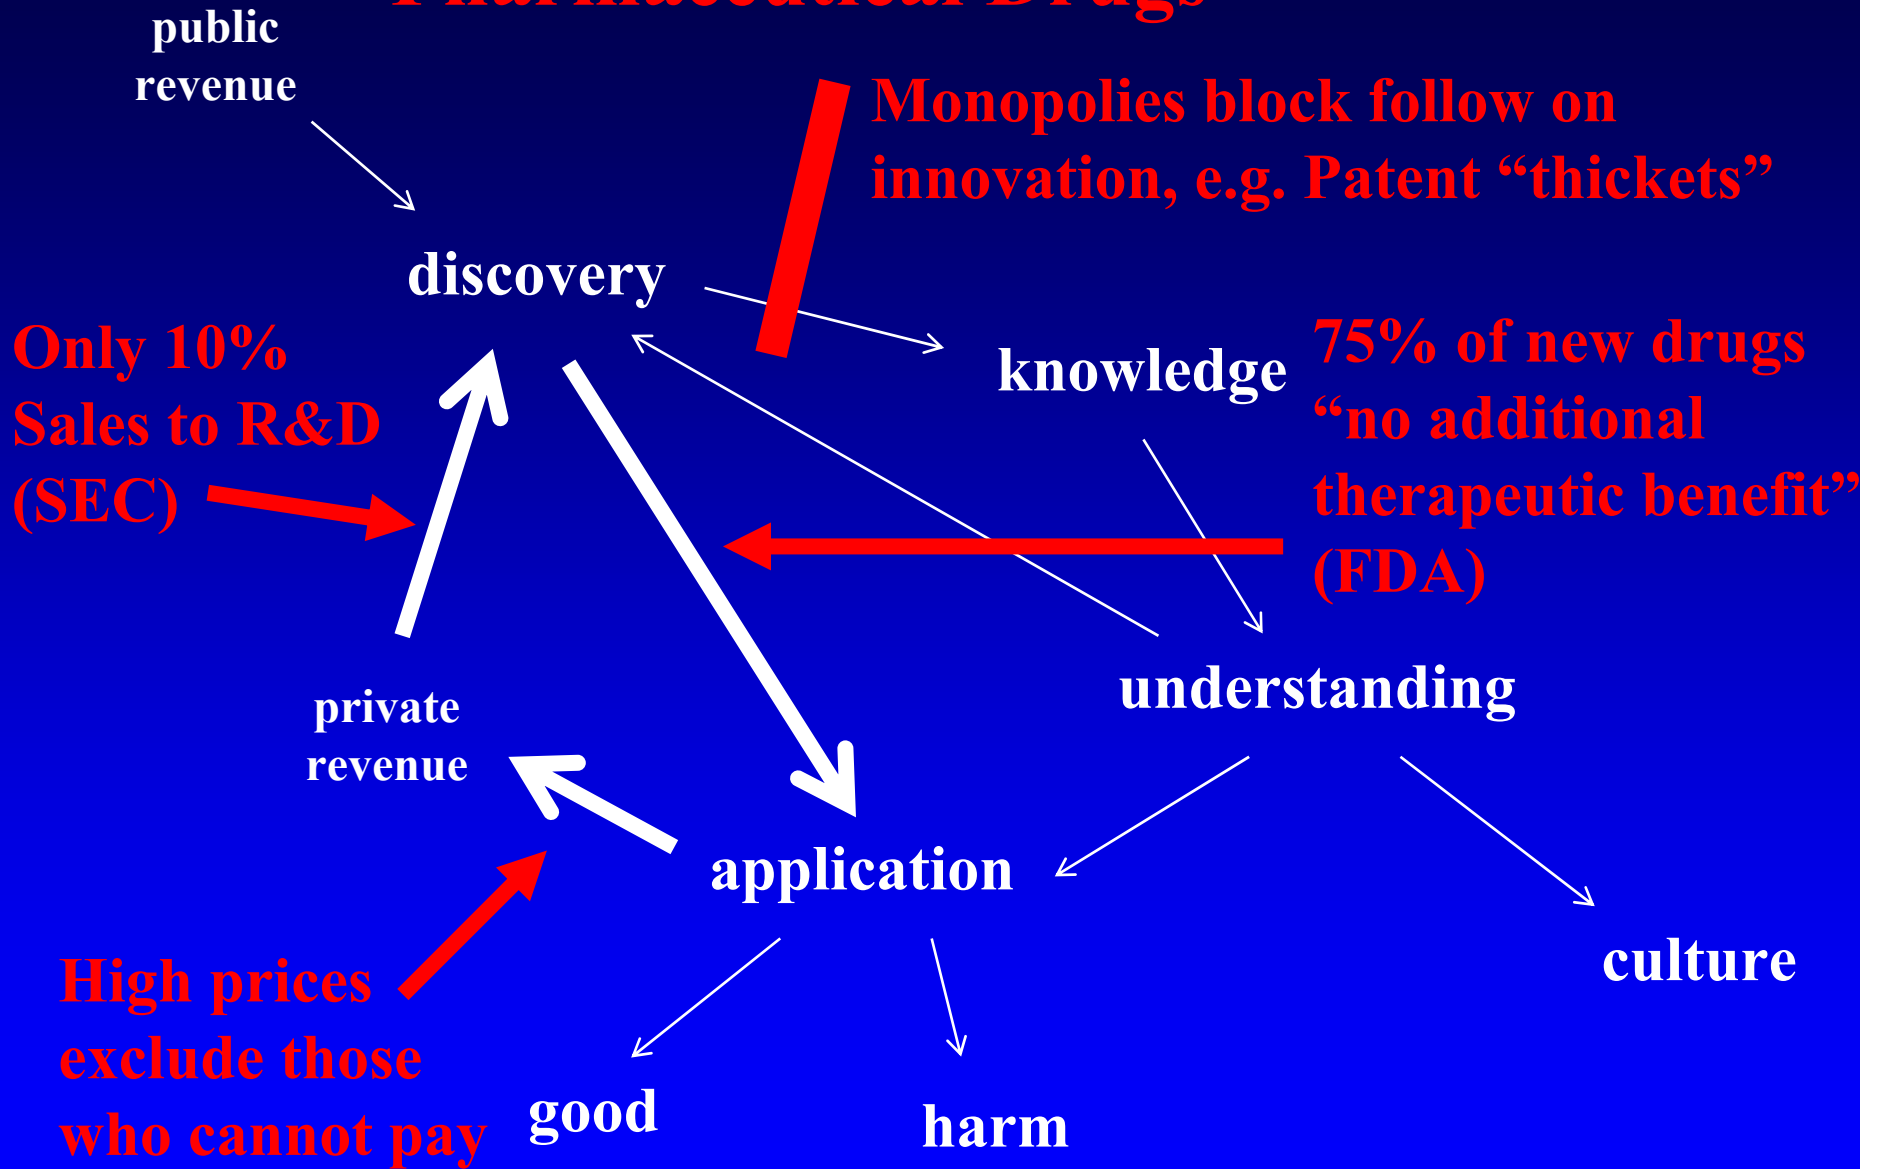 Pharmaceutical Drugs
public
revenue
Monopolies block follow on
innovation, e.g. Patent “thickets”
discovery
Only 10%
Sales to R&D
(SEC)
knowledge
75% of new drugs
“no additional
therapeutic benefit”
(FDA)
understanding
private
revenue
application
culture
High prices
exclude those
who cannot pay
good
harm